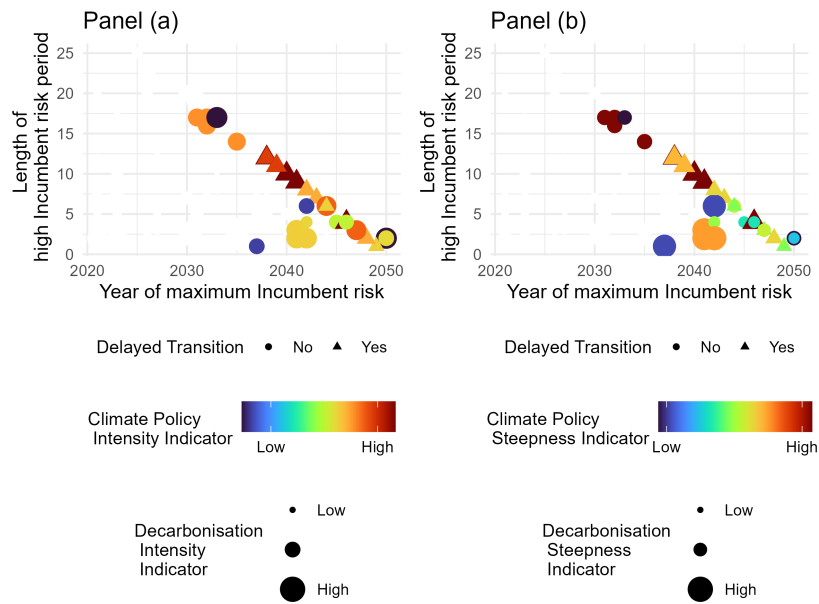 Panel (a)
Length of
high Incumbent risk period
25
20
15
10
5
0
2020
2030
2040
2050
Year of maximum Incumbent risk
Delayed Transition
No
Yes
Climate Policy
Intensity Indicator
Low
High
Decarbonisation
Intensity
Indicator
Low
High
Panel (b)
Length of
high Incumbent risk period
25
20
15
10
5
0
2020
2030
2040
2050
Year of maximum Incumbent risk
Delayed Transition
No
Yes
Climate Policy
Steepness Indicator
Low
High
Decarbonisation
Steepness
Indicator
Low
High